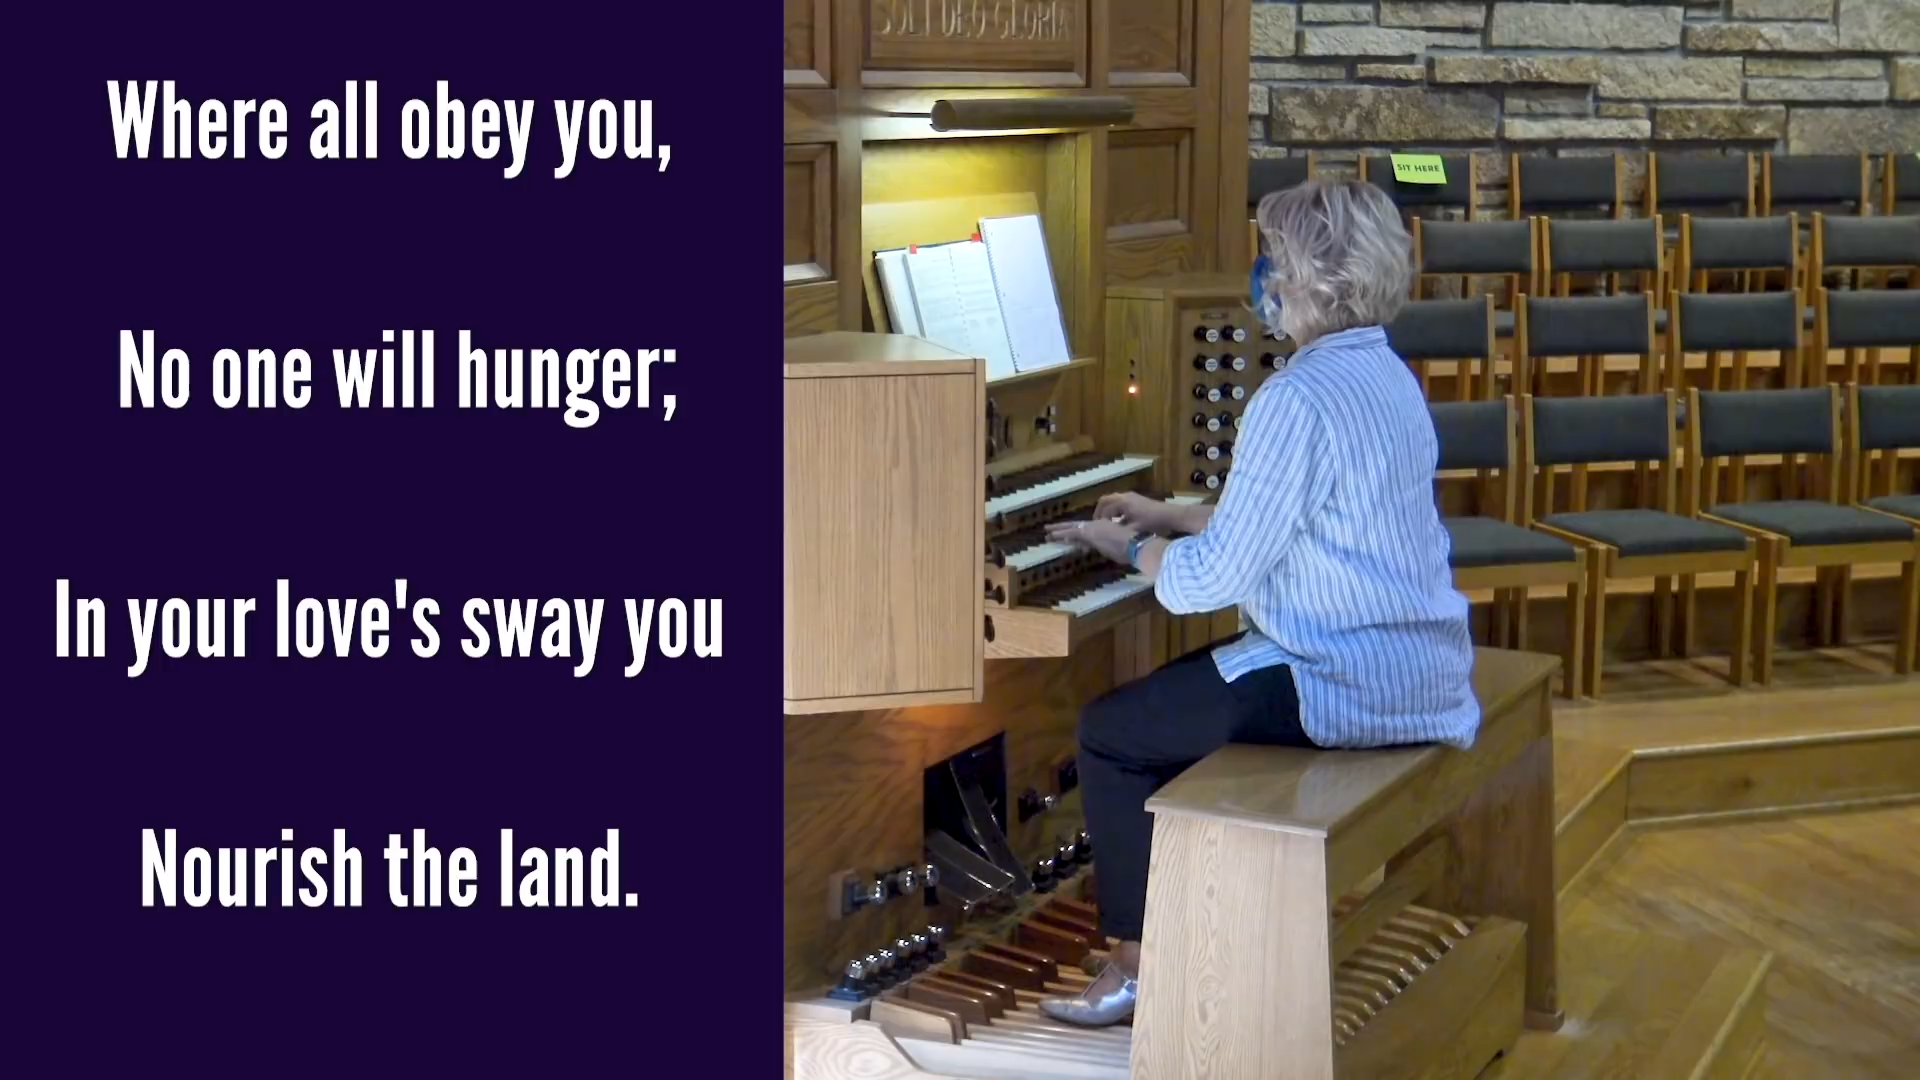 Where all obey you,
No one will hunger;
In your love's sway you
Nourish the land.
SOLI DEO GLORIA
SIT HERE